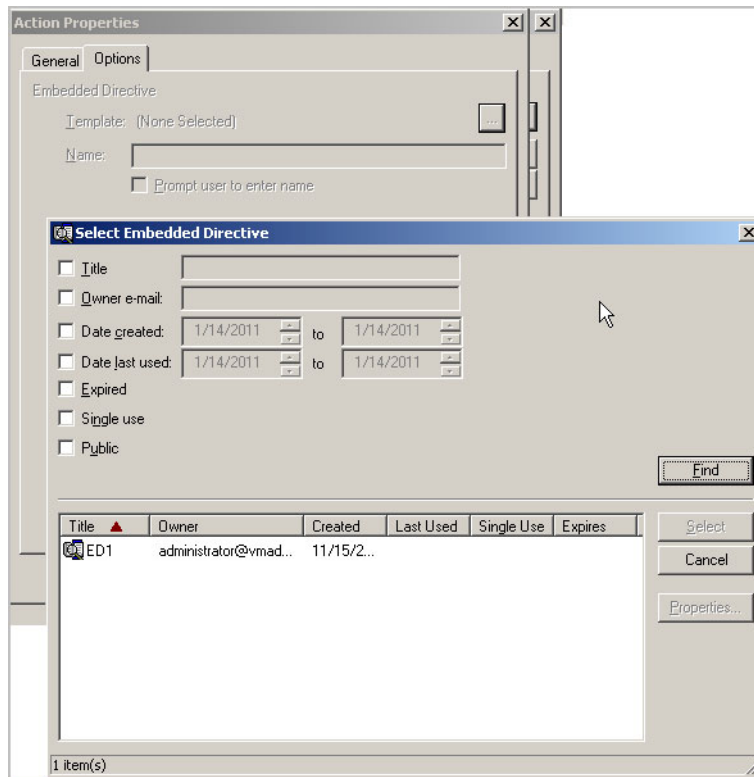 Action Properties
General Options
Embedded Directive
Template: (None Selected) ...
Name:
Prompt user to enter name
Select Embedded Directive
Title
Owner e-mail:
Date created: 1/14/2011 to 1/14/2011
Date last used: 1/14/2011 to 1/14/2011
Expired
Single use
Public
Find
Title Owner Created Last Used Single Use Expires
Select
ED1 administrator@vmad... 11/15/2...
Cancel
Properties...
1 item(s)